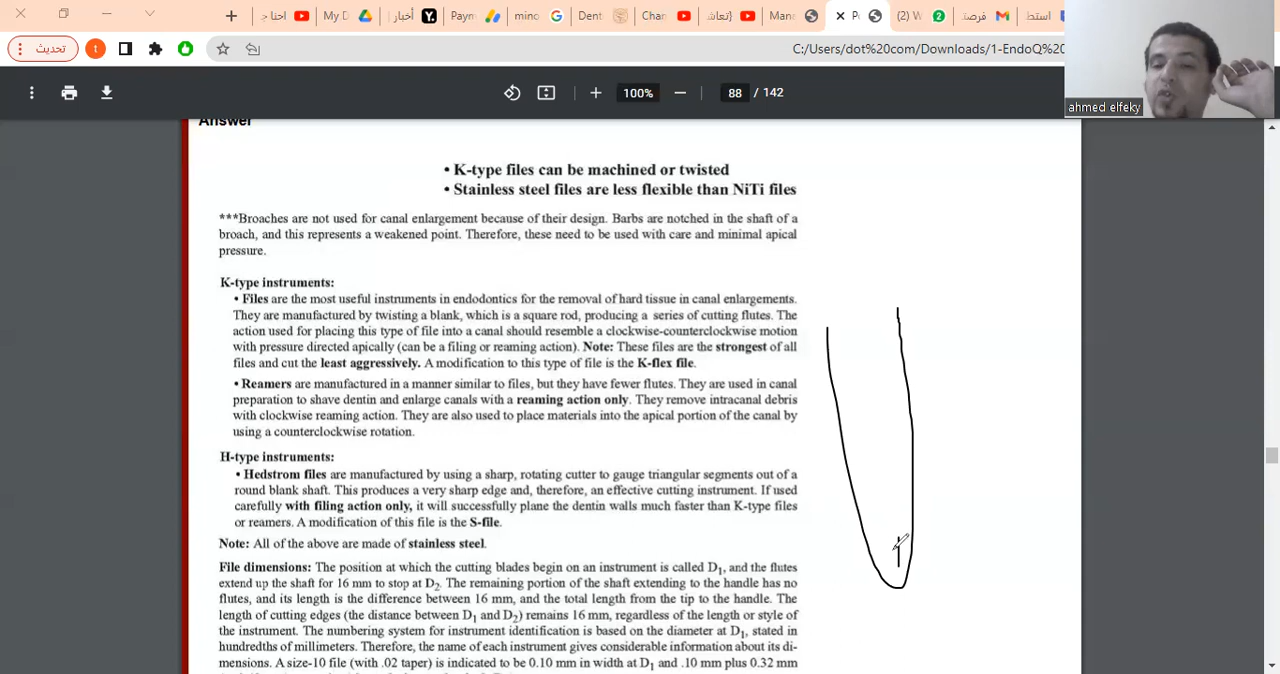 احنا ج
My D
أخبار
Paym
mino
Dent
Chan
Mana
(2) W
2
فرصة
استط
تحديث
t
C:/Users/dot%20com/Downloads/1-EndoQ%20
ahmed elfeky
100%
88 / 142
Answer
• K-type files can be machined or twisted
• Stainless steel files are less flexible than NiTi files
***Broaches are not used for canal enlargement because of their design. Barbs are notched in the shaft of a
broach, and this represents a weakened point. Therefore, these need to be used with care and minimal apical
pressure.
K-type instruments:
• Files are the most useful instruments in endodontics for the removal of hard tissue in canal enlargements.
They are manufactured by twisting a blank, which is a square rod, producing a series of cutting flutes. The
action used for placing this type of file into a canal should resemble a clockwise-counterclockwise motion
with pressure directed apically (can be a filing or reaming action). Note: These files are the strongest of all
files and cut the least aggressively. A modification to this type of file is the K-flex file.
• Reamers are manufactured in a manner similar to files, but they have fewer flutes. They are used in canal
preparation to shave dentin and enlarge canals with a reaming action only. They remove intracanal debris
with clockwise reaming action. They are also used to place materials into the apical portion of the canal by
using a counterclockwise rotation.
H-type instruments:
• Hedstrom files are manufactured by using a sharp, rotating cutter to gauge triangular segments out of a
round blank shaft. This produces a very sharp edge and, therefore, an effective cutting instrument. If used
carefully with filing action only, it will successfully plane the dentin walls much faster than K-type files
or reamers. A modification of this file is the S-file.
Note: All of the above are made of stainless steel.
File dimensions: The position at which the cutting blades begin on an instrument is called D1, and the flutes
extend up the shaft for 16 mm to stop at D2. The remaining portion of the shaft extending to the handle has no
flutes, and its length is the difference between 16 mm, and the total length from the tip to the handle. The
length of cutting edges (the distance between D1 and D2) remains 16 mm, regardless of the length or style of
the instrument. The numbering system for instrument identification is based on the diameter at D1, stated in
hundredths of millimeters. Therefore, the name of each instrument gives considerable information about its di-
mensions. A size-10 file (with .02 taper) is indicated to be 0.10 mm in width at D1 and .10 mm plus 0.32 mm